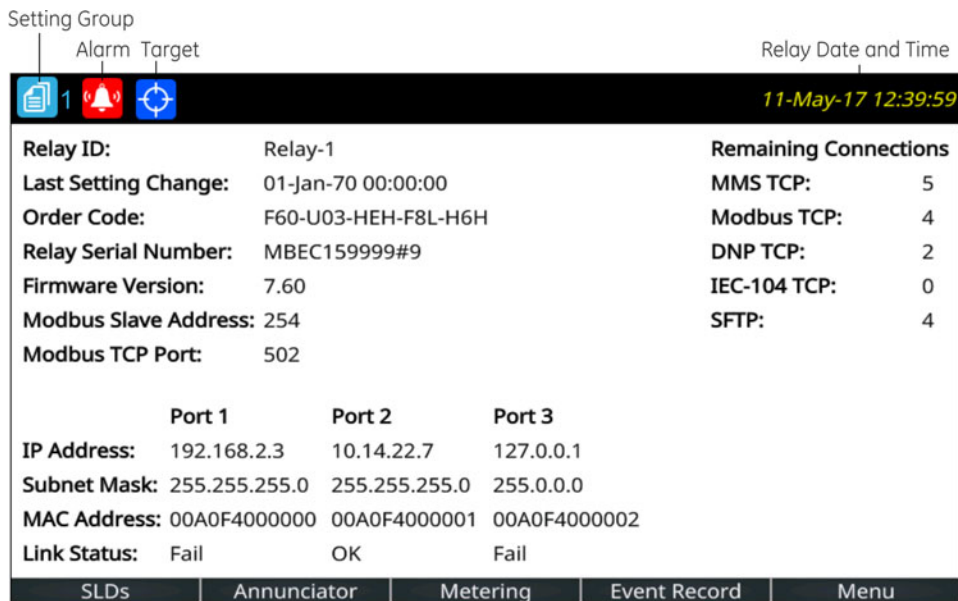 Setting Group
Alarm Target
Relay Date and Time
1
11-May-17 12:39:59
Relay ID: Relay-1
Remaining Connections
Last Setting Change: 01-Jan-70 00:00:00
MMS TCP: 5
Order Code: F60-U03-HEH-F8L-H6H
Modbus TCP: 4
Relay Serial Number: MBEC159999#9
DNP TCP: 2
Firmware Version: 7.60
IEC-104 TCP: 0
Modbus Slave Address: 254
SFTP: 4
Modbus TCP Port: 502
Port 1 Port 2 Port 3
IP Address: 192.168.2.3 10.14.22.7 127.0.0.1
Subnet Mask: 255.255.255.0 255.255.255.0 255.0.0.0
MAC Address: 00A0F4000000 00A0F4000001 00A0F4000002
Link Status: Fail OK Fail
SLDs Annunciator Metering Event Record Menu